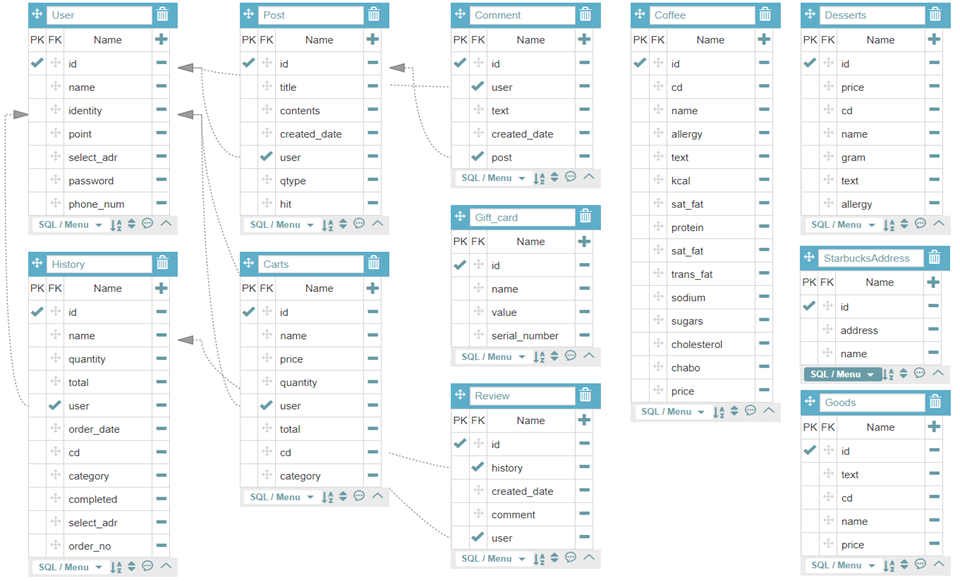 User
PK FK Name
id
name
identity
point
select_adr
password
phone_num
SQL / Menu
Post
PK FK Name
id
title
contents
created_date
user
qtype
hit
SQL / Menu
Comment
PK FK Name
id
user
text
created_date
post
SQL / Menu
Coffee
PK FK Name
id
cd
name
allergy
text
kcal
sat_fat
protein
sat_fat
trans_fat
sodium
sugars
cholesterol
chabo
price
SQL / Menu
Desserts
PK FK Name
id
price
cd
name
gram
text
allergy
SQL / Menu
History
PK FK Name
id
name
quantity
total
user
order_date
cd
category
completed
select_adr
order_no
SQL / Menu
Carts
PK FK Name
id
name
price
quantity
user
total
cd
category
SQL / Menu
Gift_card
PK FK Name
id
name
value
serial_number
SQL / Menu
Review
PK FK Name
id
history
created_date
comment
user
SQL / Menu
StarbucksAddress
PK FK Name
id
address
name
SQL / Menu
Goods
PK FK Name
id
text
cd
name
price
SQL / Menu